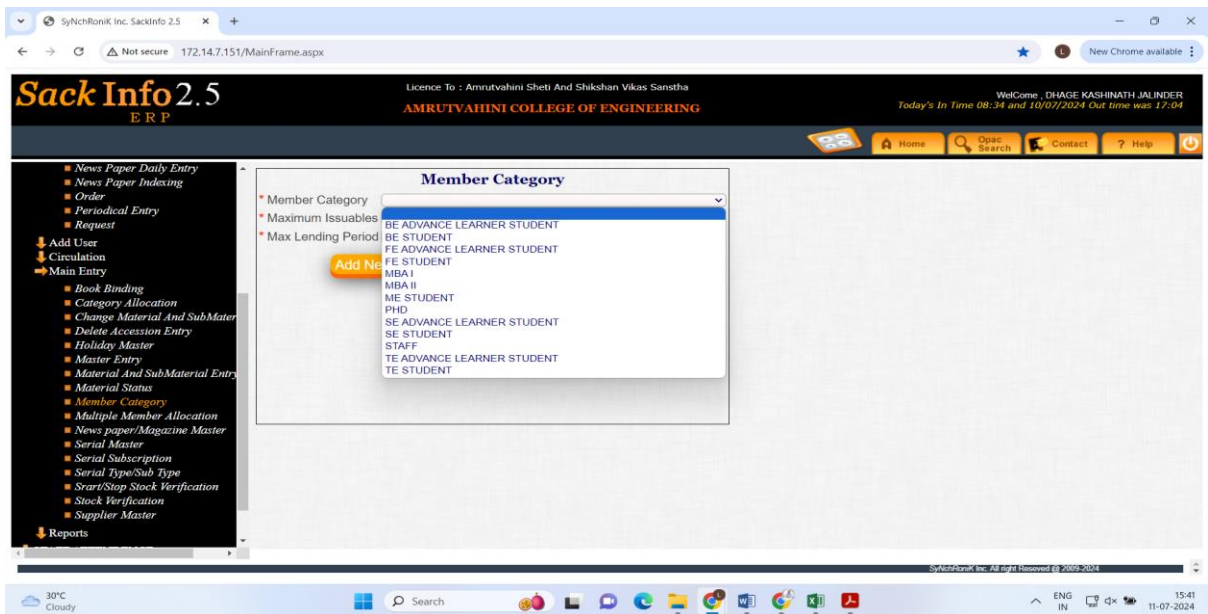 SyNchRoniK Inc. SackInfo 2.5
Not secure 172.14.7.151/MainFrame.aspx
L
New Chrome available
Sack Info 2.5
ERP
Licence To : Amrutvahini Sheti And Shikshan Vikas Sanstha
AMRUTVAHINI COLLEGE OF ENGINEERING
WelCome , DHAGE KASHINATH JALINDER
Today's In Time 08:34 and 10/07/2024 Out time was 17:04
Home
Opac Search
Contact
? Help
News Paper Daily Entry
News Paper Indexing
Order
Periodical Entry
Request
Add User
Circulation
Main Entry
Book Binding
Category Allocation
Change Material And SubMater
Delete Accession Entry
Holiday Master
Master Entry
Material And SubMaterial Entry
Material Status
Member Category
Multiple Member Allocation
News paper/Magazine Master
Serial Master
Serial Subscription
Serial Type/Sub Type
Srart/Stop Stock Verification
Stock Verification
Supplier Master
Reports
Member Category
* Member Category
* Maximum Issuables
* Max Lending Period
Add Ne
BE ADVANCE LEARNER STUDENT
BE STUDENT
FE ADVANCE LEARNER STUDENT
FE STUDENT
MBA I
MBA II
ME STUDENT
PHD
SE ADVANCE LEARNER STUDENT
SE STUDENT
STAFF
TE ADVANCE LEARNER STUDENT
TE STUDENT
SyNchRoniK Inc. All right Reseved @ 2009-2024
30°C
Cloudy
Search
ENG
IN
15:41
11-07-2024